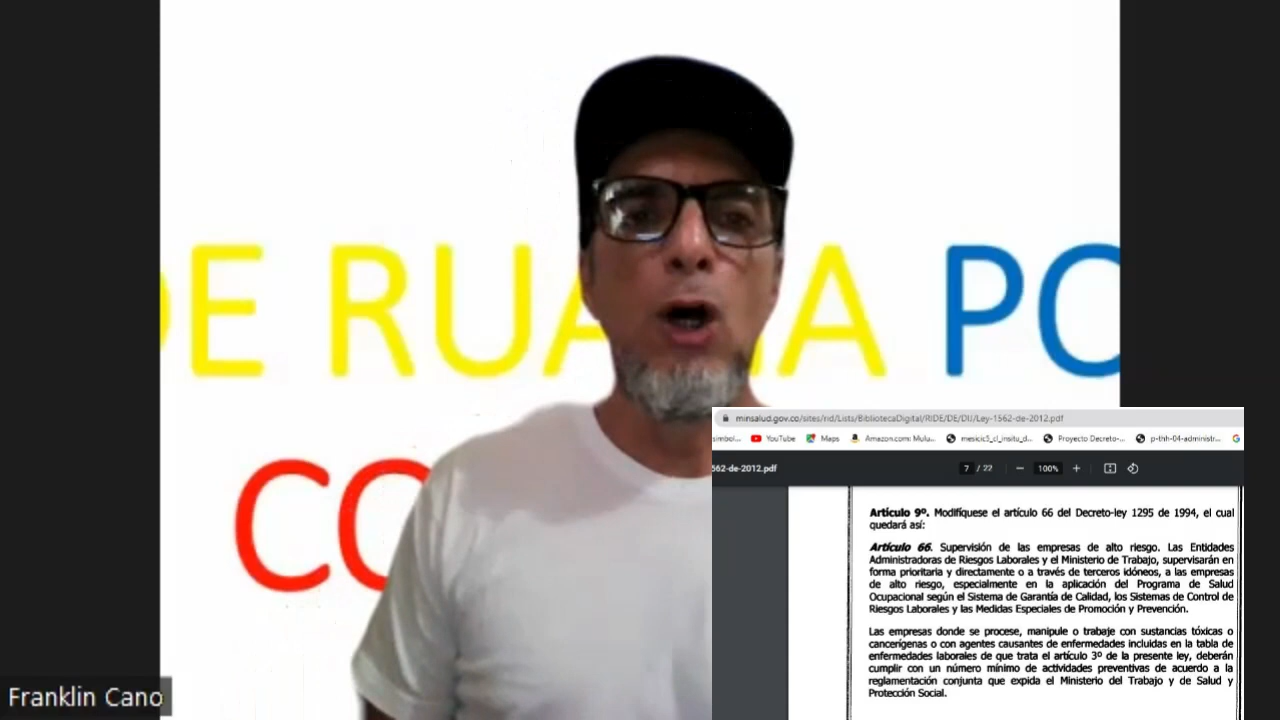 DE RUA A PO
CO
minsalud.gov.co/sites/rid/Lists/BibliotecaDigital/RIDE/DE/DIJ/Ley-1562-de-2012.pdf
simbol... YouTube Maps Amazon.com: Mulu... mesicic5_cl_insitu_d... Proyecto Decreto-... p-thh-04-administr...
562-de-2012.pdf 7 / 22 − 100% +
Artículo 9º. Modifíquese el artículo 66 del Decreto-ley 1295 de 1994, el cual
quedará así:
Artículo 66. Supervisión de las empresas de alto riesgo. Las Entidades
Administradoras de Riesgos Laborales y el Ministerio de Trabajo, supervisarán en
forma prioritaria y directamente o a través de terceros idóneos, a las empresas
de alto riesgo, especialmente en la aplicación del Programa de Salud
Ocupacional según el Sistema de Garantía de Calidad, los Sistemas de Control de
Riesgos Laborales y las Medidas Especiales de Promoción y Prevención.
Las empresas donde se procese, manipule o trabaje con sustancias tóxicas o
cancerígenas o con agentes causantes de enfermedades incluidas en la tabla de
enfermedades laborales de que trata el artículo 3º de la presente ley, deberán
cumplir con un número mínimo de actividades preventivas de acuerdo a la
reglamentación conjunta que expida el Ministerio del Trabajo y de Salud y
Protección Social.
Franklin Cano